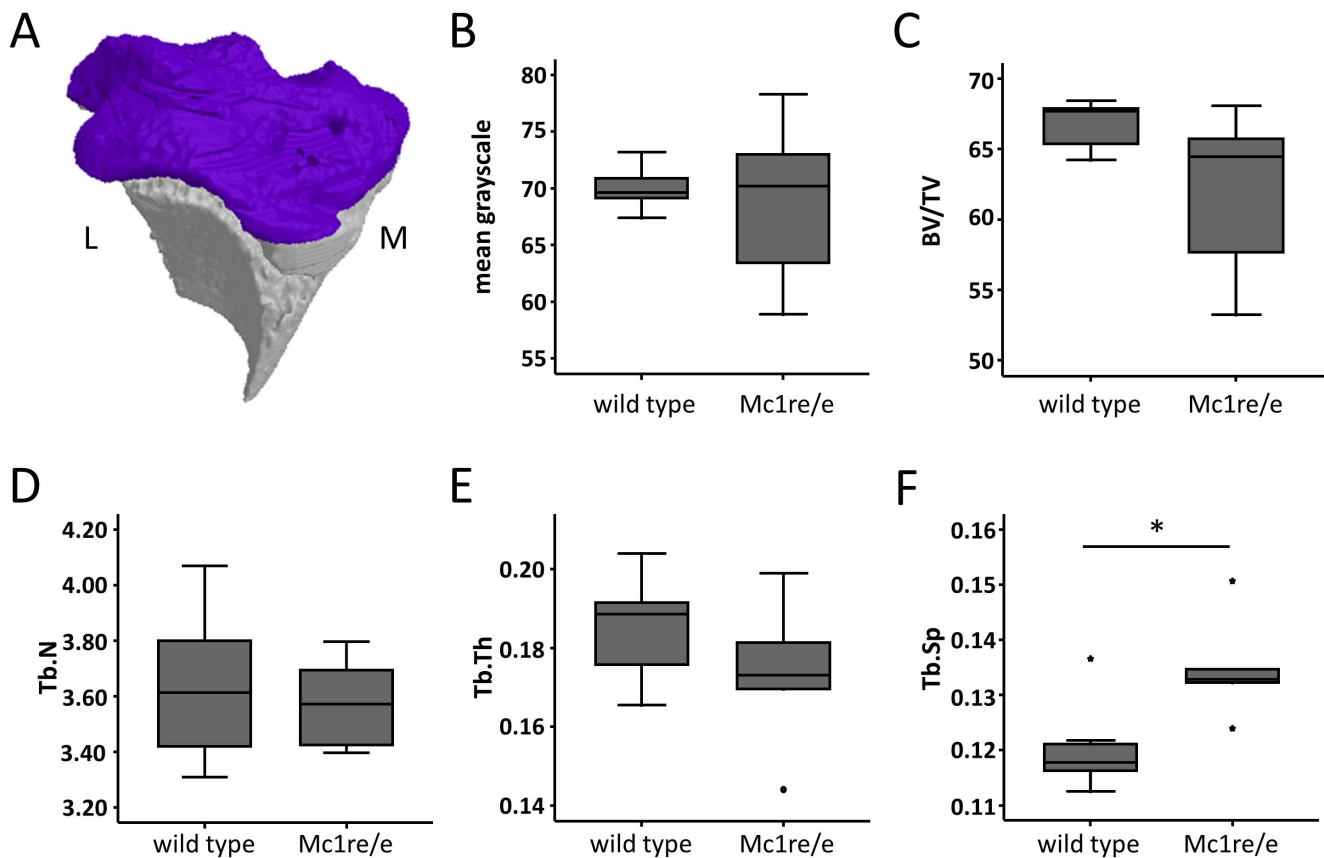 A
L
M
B
mean grayscale
80
75
70
65
60
55
wild type
Mc1re/e
C
BV/TV
70
65
60
55
50
wild type
Mc1re/e
D
Tb.N
4.20
4.00
3.80
3.60
3.40
3.20
wild type
Mc1re/e
E
Tb.Th
0.20
0.18
0.16
0.14
wild type
Mc1re/e
F
Tb.Sp
0.16
0.15
0.14
0.13
0.12
0.11
*
wild type
Mc1re/e